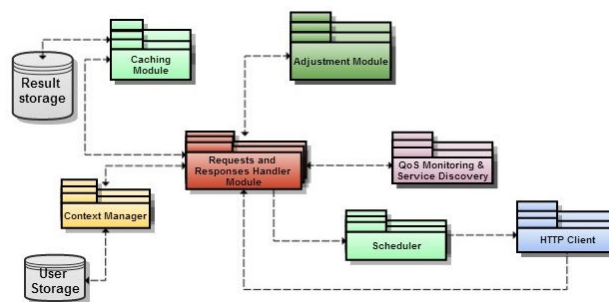 Result
storage
Caching
Module
Adjustment Module
Requests and
Responses Handler
Module
QoS Monitoring &
Service Discovery
Context Manager
Scheduler
HTTP Client
User
Storage